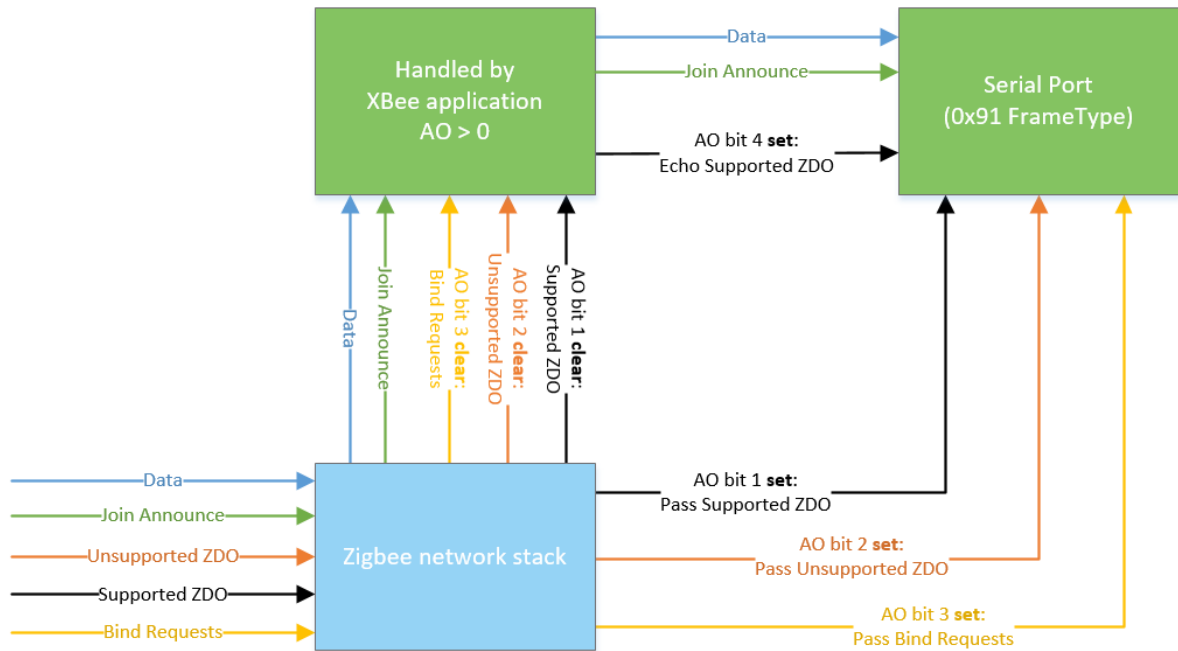 Handled by
XBee application
AO > 0
Data
Join Announce
AO bit 4 set:
Echo Supported ZDO
Serial Port
(0x91 FrameType)
Data
Join Announce
AO bit 3 clear:
Bind Requests
AO bit 2 clear:
Unsupported ZDO
AO bit 1 clear:
Supported ZDO
Data
Join Announce
Unsupported ZDO
Supported ZDO
Bind Requests
Zigbee network stack
AO bit 1 set:
Pass Supported ZDO
AO bit 2 set:
Pass Unsupported ZDO
AO bit 3 set:
Pass Bind Requests